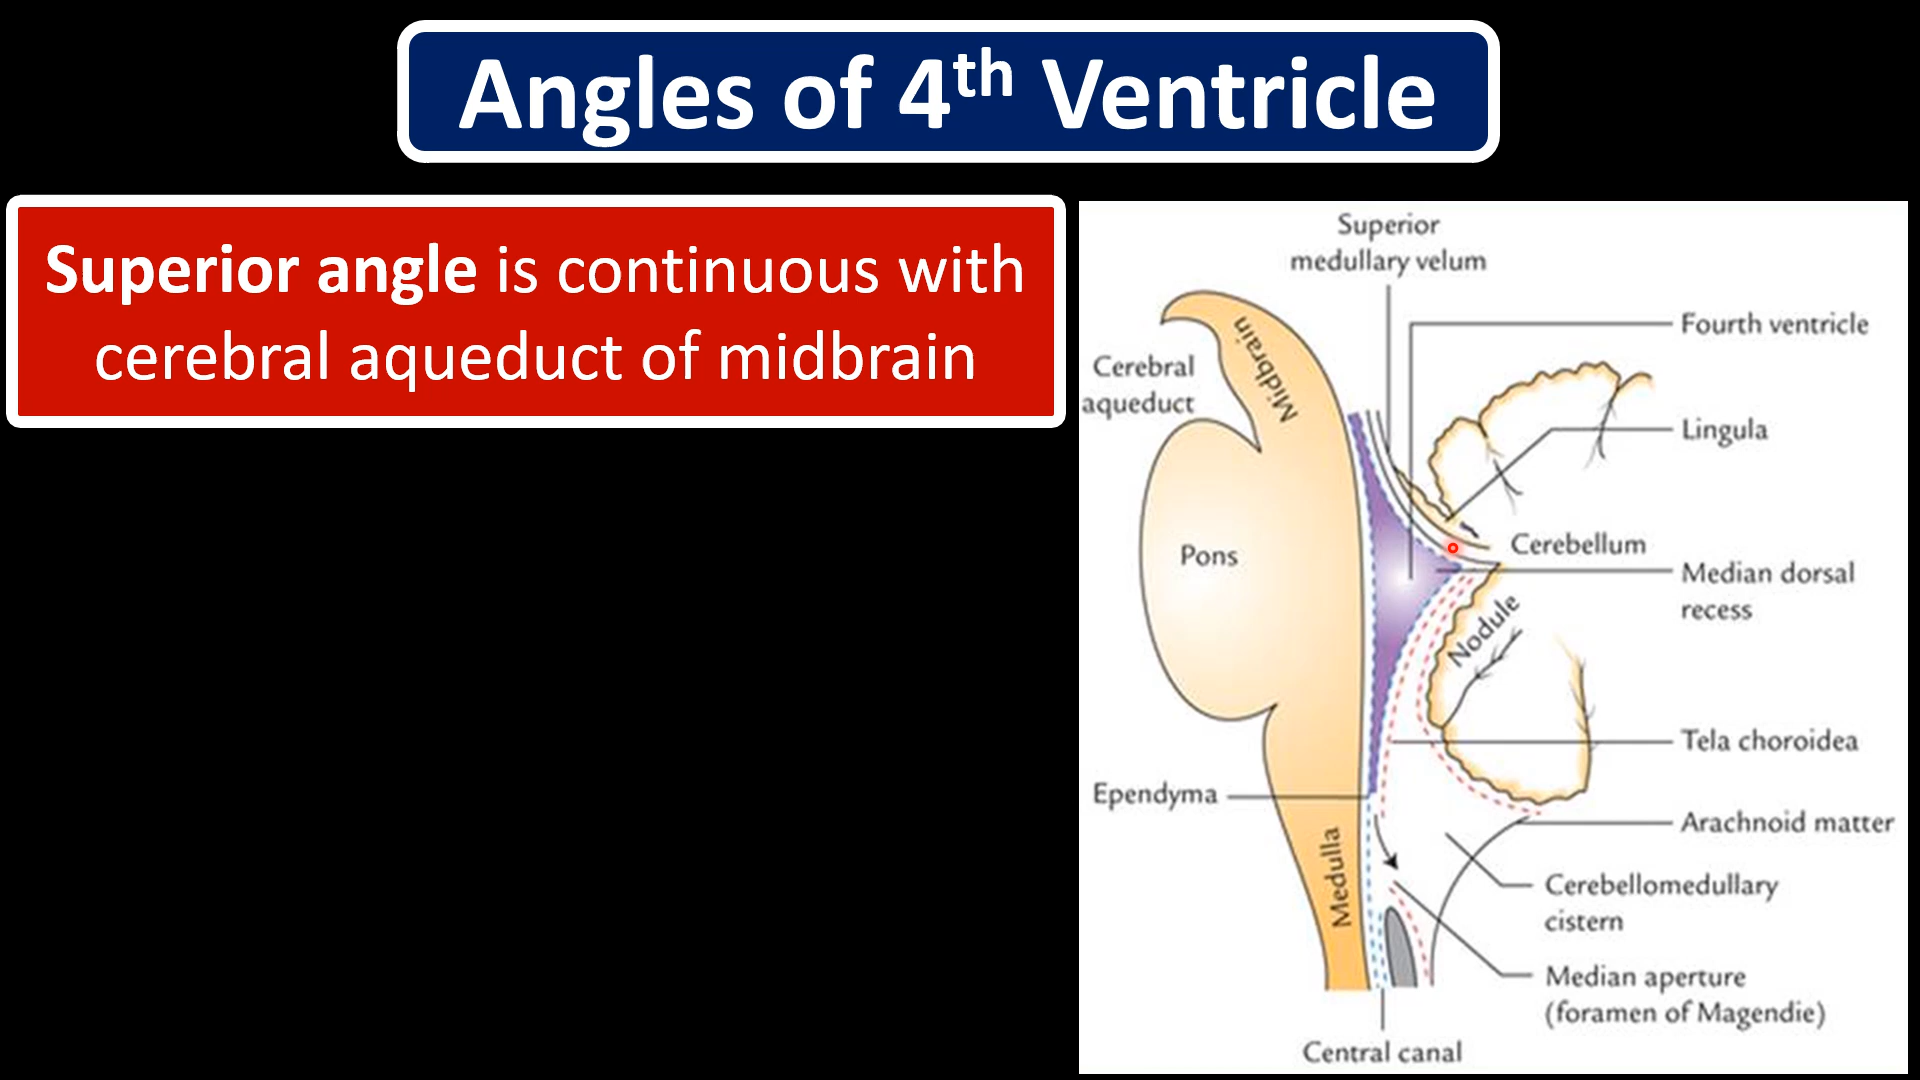 Angles of 4th Ventricle
Superior angle is continuous with
cerebral aqueduct of midbrain
Superior
medullary velum
Fourth ventricle
Midbrain
Cerebral
aqueduct
Lingula
Pons
Cerebellum
Median dorsal
recess
Nodule
Tela choroidea
Ependyma
Arachnoid matter
Medulla
Cerebellomedullary
cistern
Median aperture
(foramen of Magendie)
Central canal